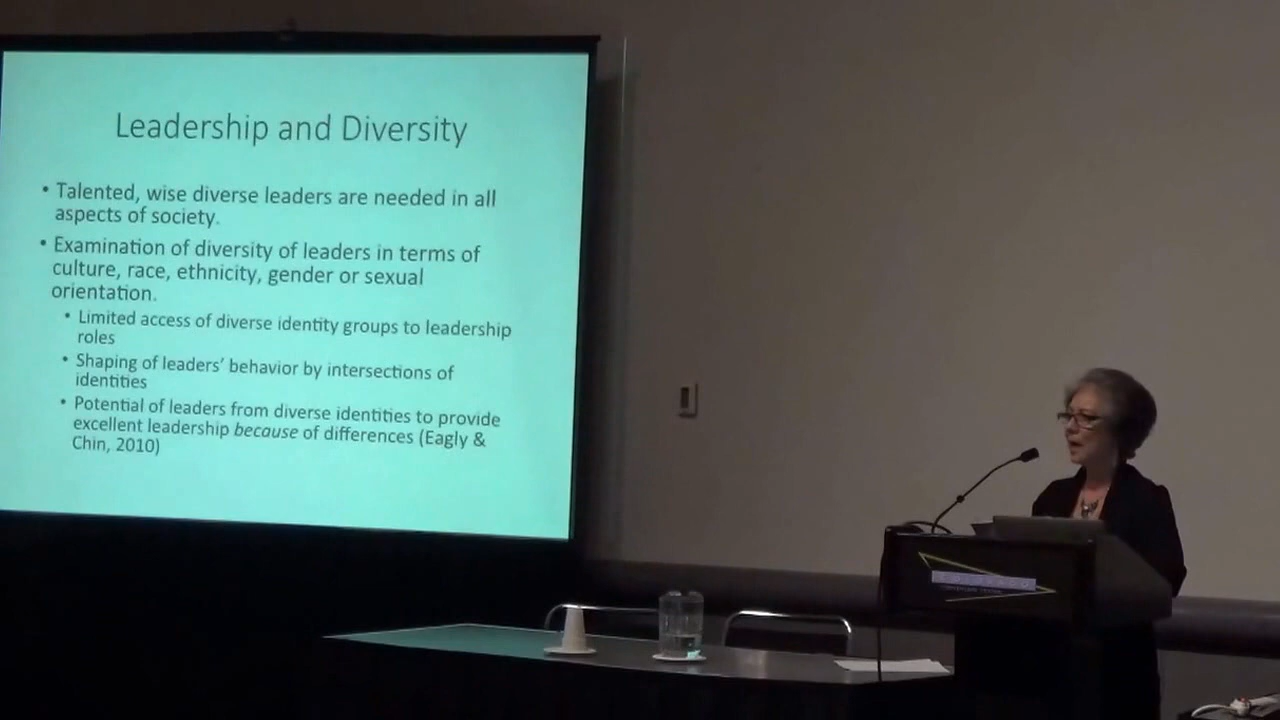 Leadership and Diversity
• Talented, wise diverse leaders are needed in all
aspects of society.
• Examination of diversity of leaders in terms of
culture, race, ethnicity, gender or sexual
orientation.
• Limited access of diverse identity groups to leadership
roles
• Shaping of leaders’ behavior by intersections of
identities
• Potential of leaders from diverse identities to provide
excellent leadership because of differences (Eagly &
Chin, 2010)